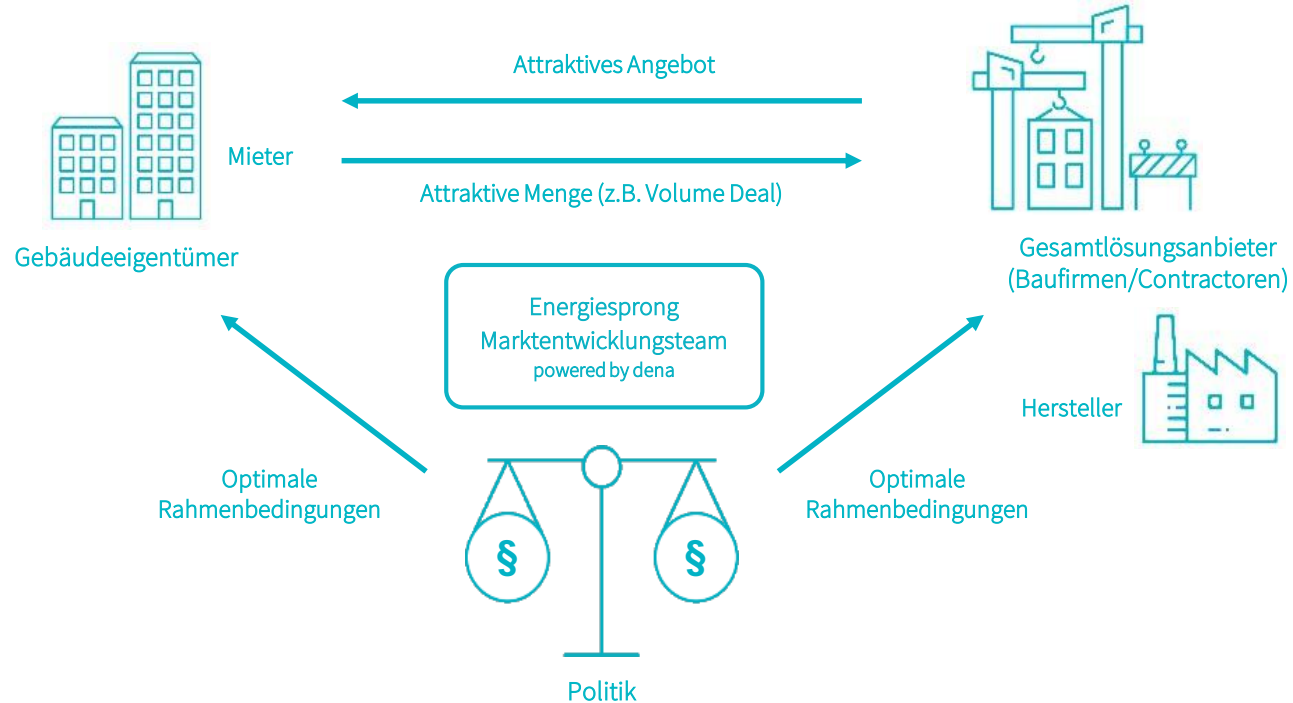 Attraktives Angebot
Mieter
Attraktive Menge (z.B. Volume Deal)
Gebäudeeigentümer
Gesamtlösungsanbieter
(Baufirmen/Contractoren)
Energiesprong
Marktentwicklungsteam
powered by dena
Hersteller
Optimale
Rahmenbedingungen
Optimale
Rahmenbedingungen
§
§
Politik